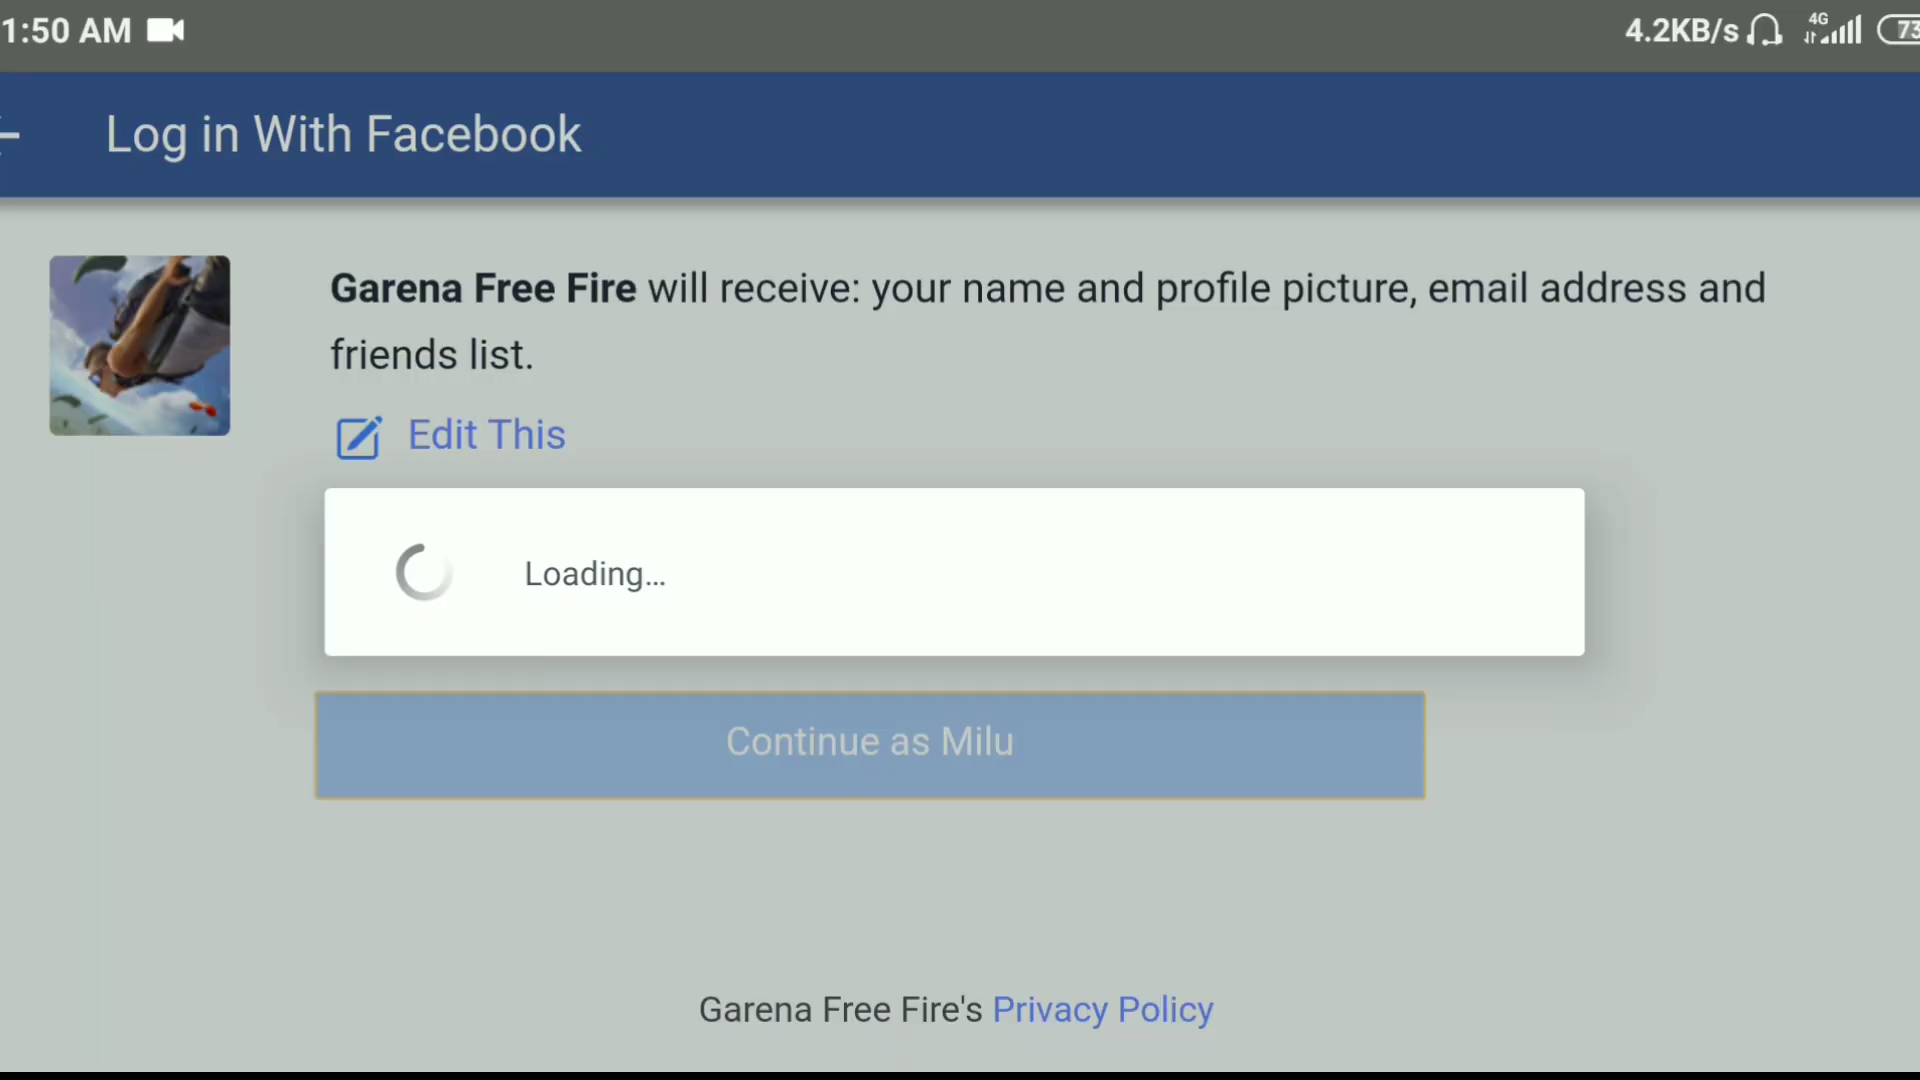 1:50 AM
4.2KB/s 4G 73
Log in With Facebook
Garena Free Fire will receive: your name and profile picture, email address and
friends list.
Edit This
Loading...
Continue as Milu
Garena Free Fire's Privacy Policy